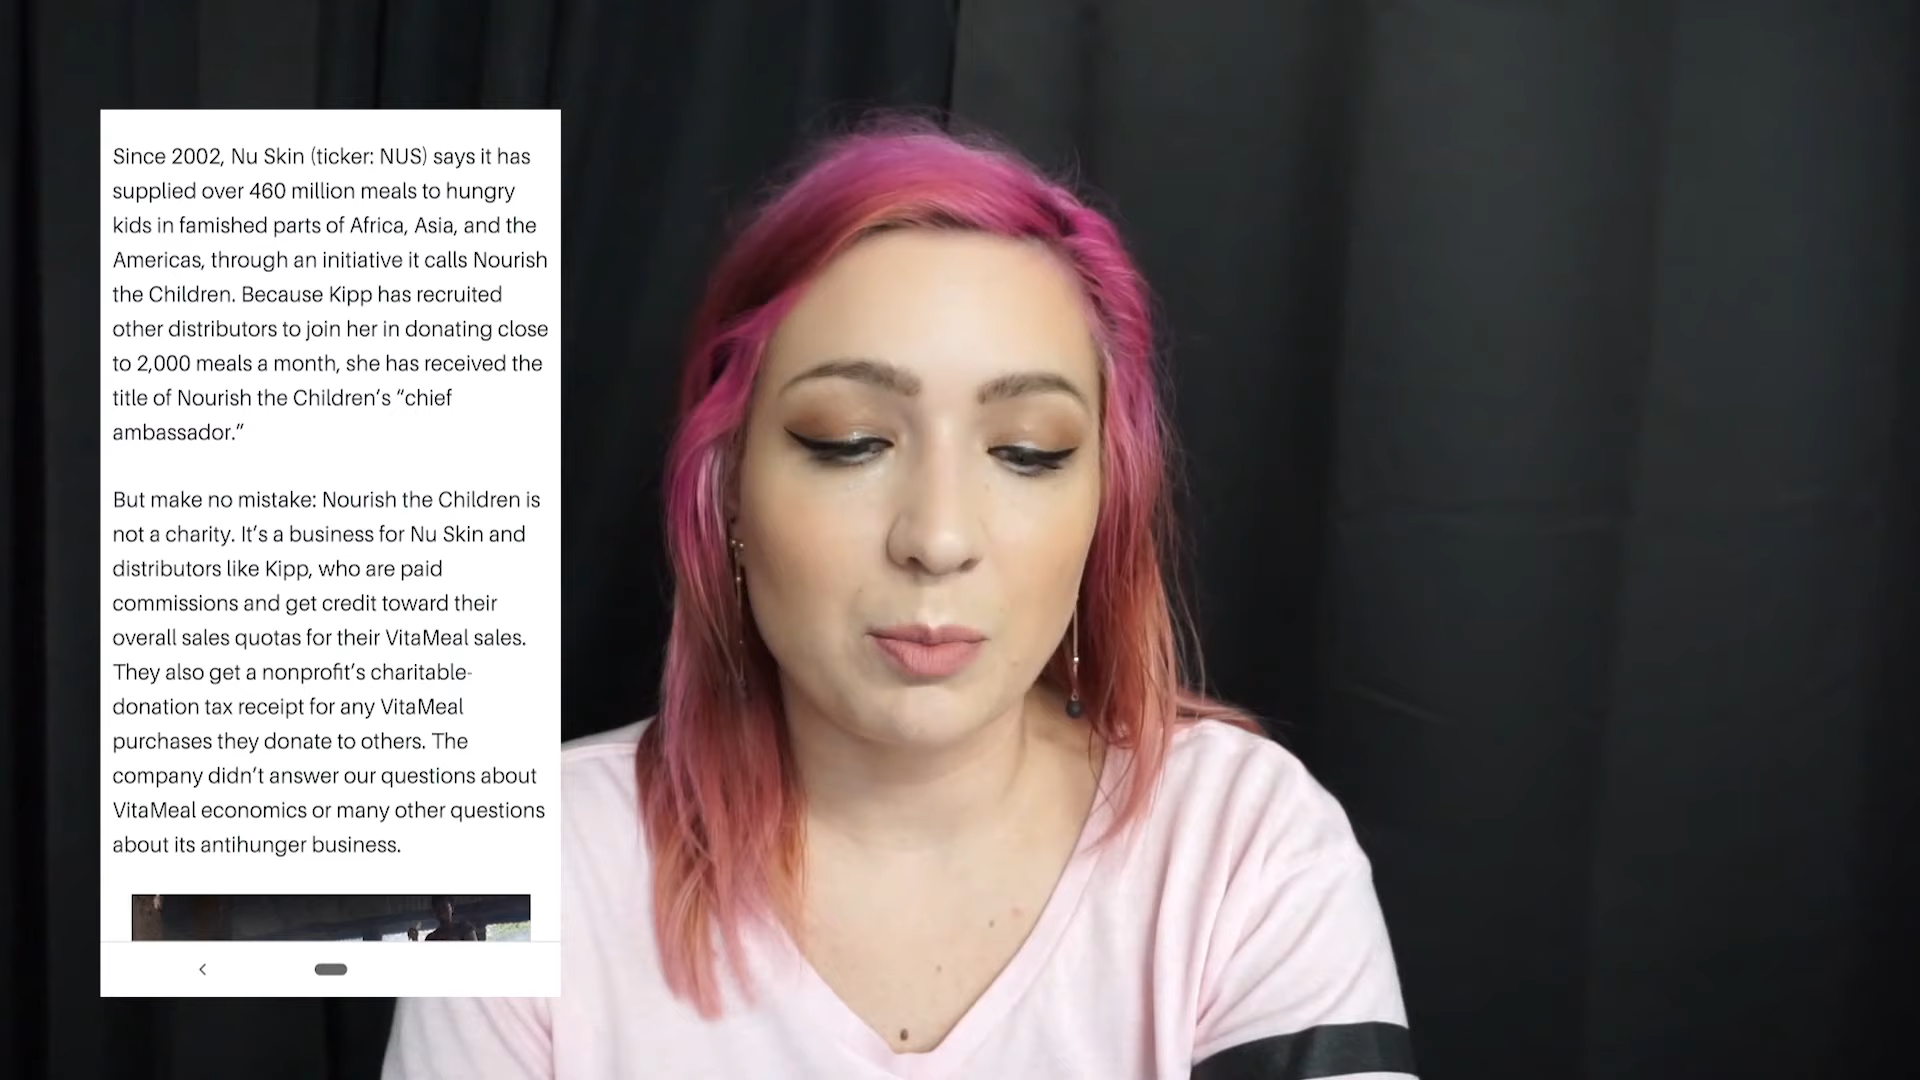 Since 2002, Nu Skin (ticker: NUS) says it has
supplied over 460 million meals to hungry
kids in famished parts of Africa, Asia, and the
Americas, through an initiative it calls Nourish
the Children. Because Kipp has recruited
other distributors to join her in donating close
to 2,000 meals a month, she has received the
title of Nourish the Children’s “chief
ambassador.”
But make no mistake: Nourish the Children is
not a charity. It’s a business for Nu Skin and
distributors like Kipp, who are paid
commissions and get credit toward their
overall sales quotas for their VitaMeal sales.
They also get a nonprofit’s charitable-
donation tax receipt for any VitaMeal
purchases they donate to others. The
company didn’t answer our questions about
VitaMeal economics or many other questions
about its antihunger business.